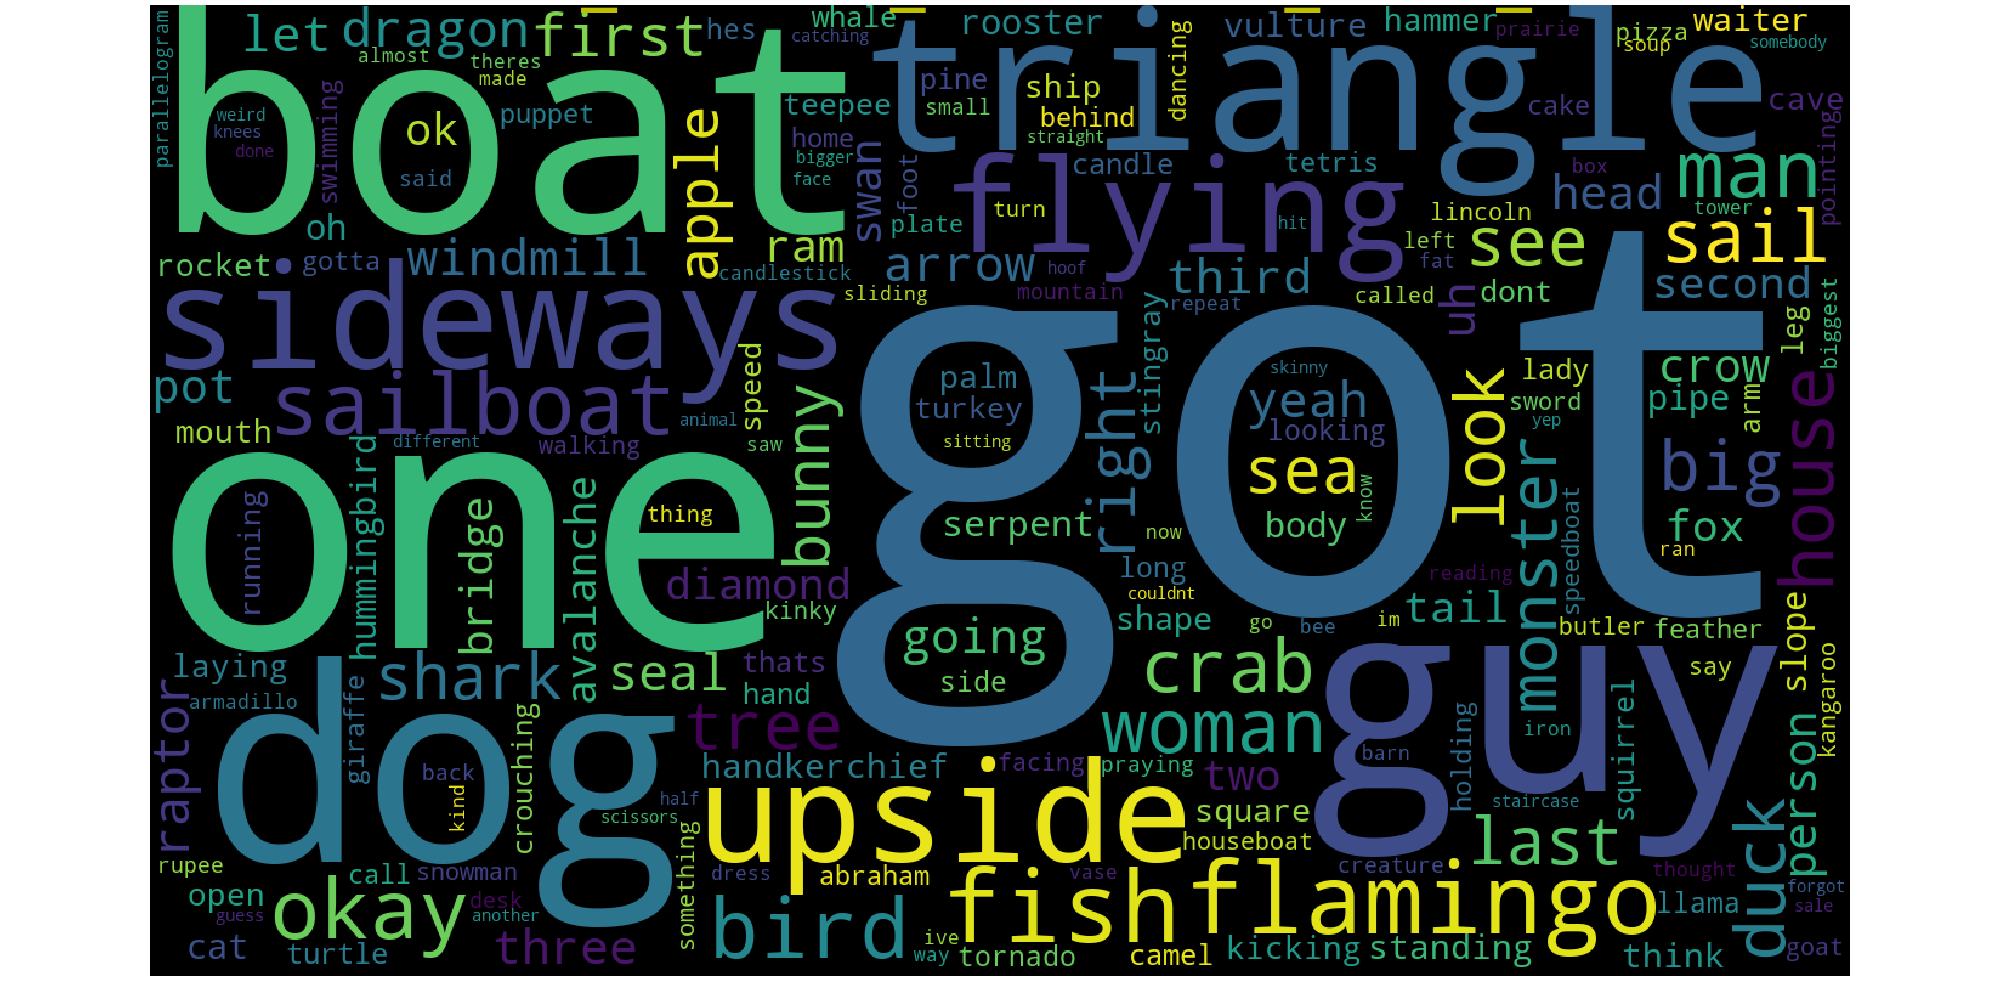 boat
triangle
got
one
guy
dog
sideways
flying
upside
sailboat
fish
flamingo
parallelogram
let
dragon
first
hes
whale
catching
rooster
vulture
hammer
prairie
pizza
soup
waiter
somebody
almost
theres
made
weird
knees
done
swimming
ok
said
puppet
apple
teepee
home
bigger
face
pine
small
ship
behind
straight
dancing
cake
cave
pointing
oh
swan
foot
candle
tetris
box
head
man
tower
plate
turn
hit
lincoln
left
fat
see
sail
rocket
gotta
windmill
candlestick
ram
arrow
hoof
mountain
sliding
third
repeat
called
uh
dont
second
leg
biggest
pot
mouth
different
walking
animal
speed
saw
bunny
palm
turkey
sitting
right
stingray
skinny
yeah
looking
sea
know
body
look
lady
sword
yep
arm
crow
pipe
big
house
fox
ran
running
hummingbird
bridge
avalanche
thing
diamond
kinky
serpent
now
long
couldnt
shape
go
bee
im
reading
tail
monster
speedboat
butler
feather
say
slope
kangaroo
laying
armadillo
raptor
giraffe
shark
crouching
seal
thats
hand
tree
going
side
crab
woman
praying
facing
handkerchief
two
square
houseboat
barn
holding
iron
staircase
squirrel
person
back
kind
half
scissors
something
rupee
open
guess
call
snowman
desk
another
okay
cat
turtle
three
dress
abraham
vase
bird
ive
way
tornado
camel
kicking
standing
creature
last
thought
llama
think
duck
forgot
sale
goat